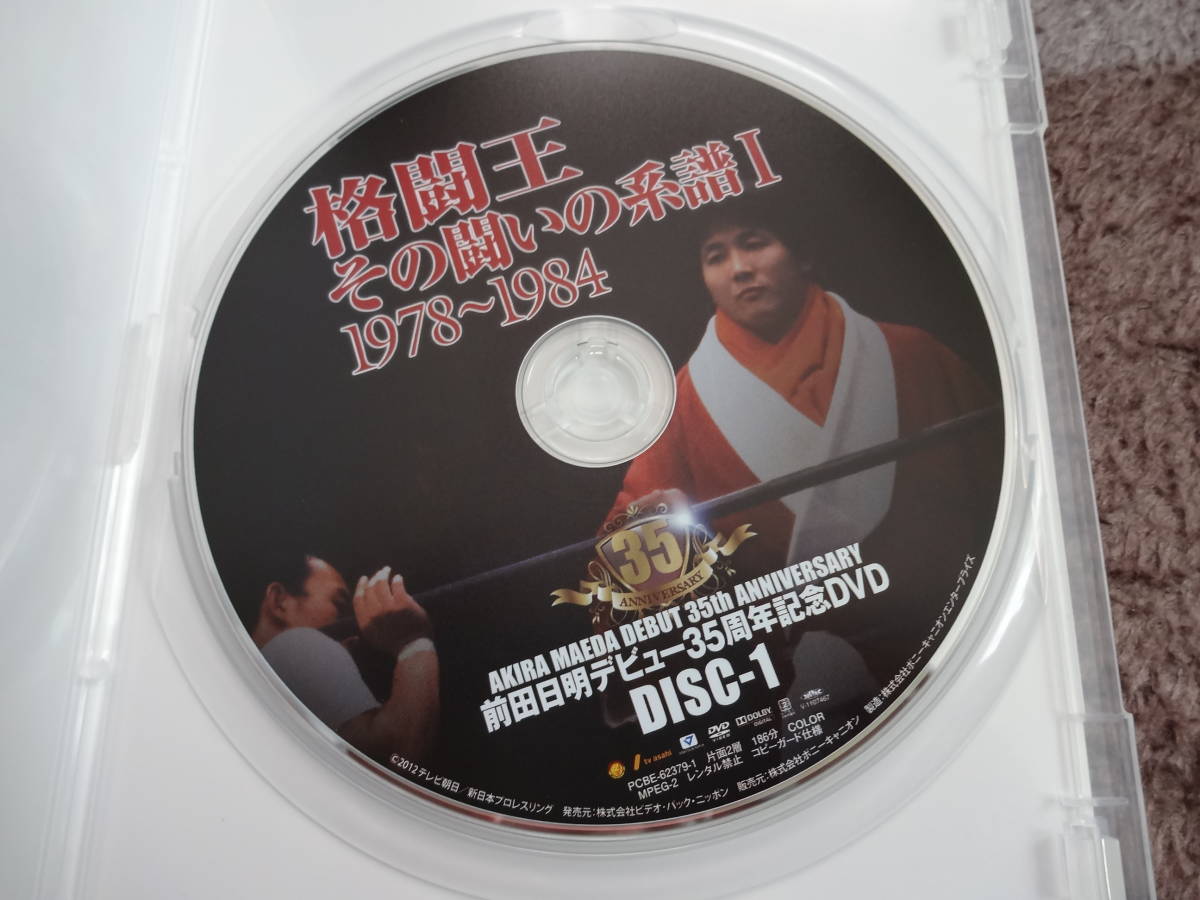 格闘王
その闘いの系譜I
1978~1984
35
ANNIVERSARY
AKIRA MAEDA DEBUT 35th ANNIVERSARY
前田日明デビュー35周年記念DVD
DISC-1
tv asahi
DVD
VIDEO
DOLBY
DIGITAL
2
V-1107467
PCBE-62379-1 片面2層 186分 COLOR
MPEG-2 レンタル禁止 コピーガード仕様
©2012テレビ朝日/新日本プロレスリング 発売元:株式会社ビデオ・パック・ニッポン 販売元:株式会社ポニーキャニオン 製造:株式会社ポニーキャニオンエンタープライズ